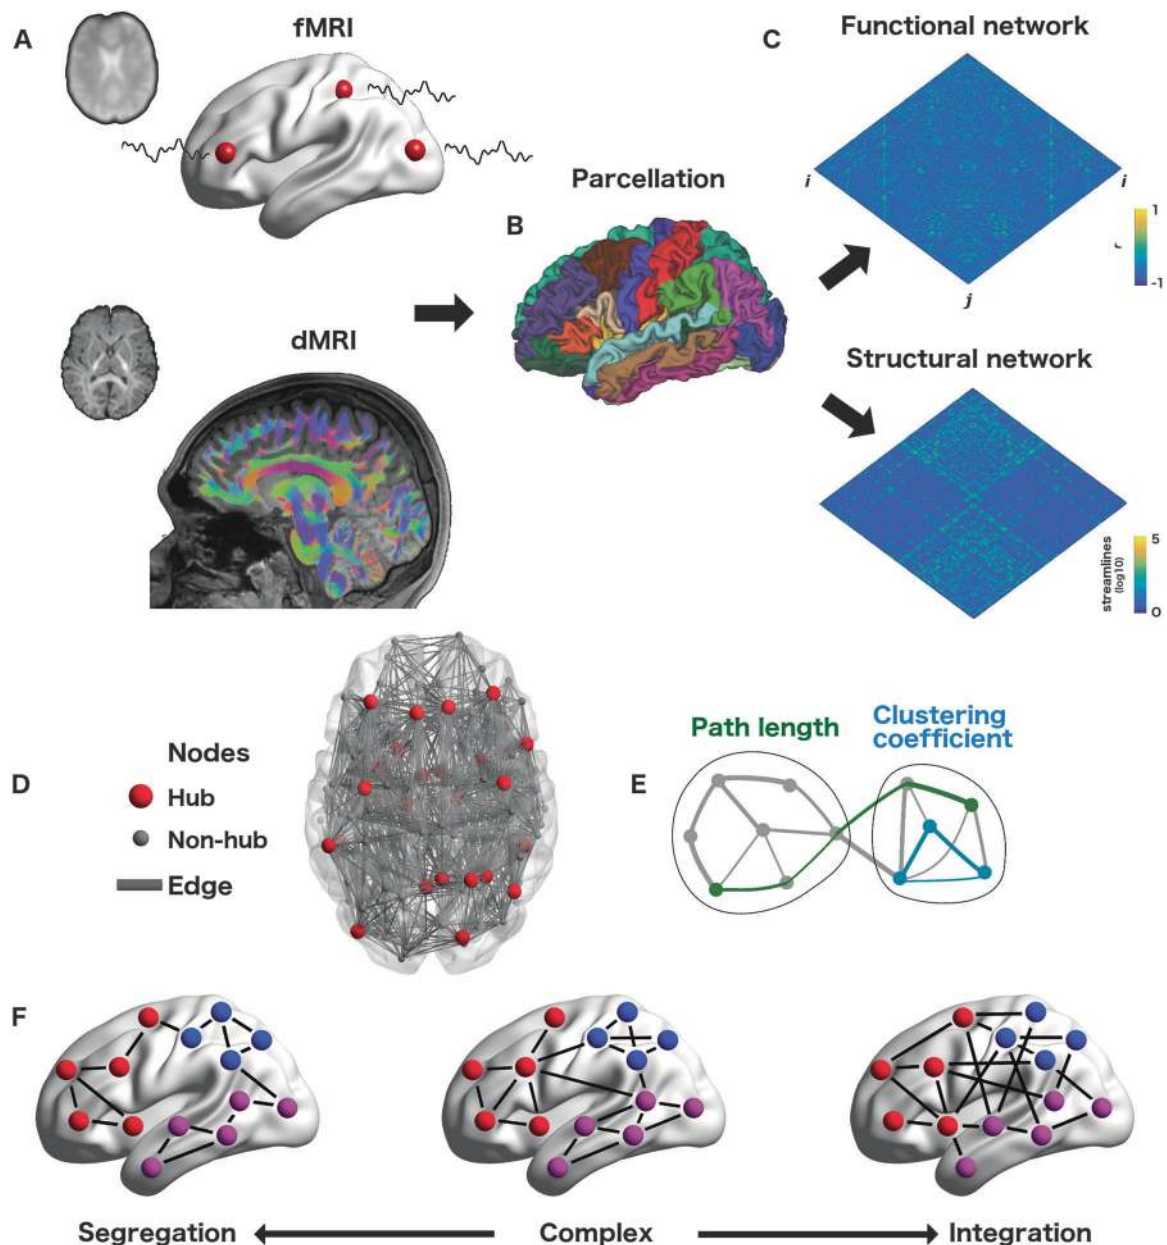 A
fMRI
C
Functional network
i
i
j
1
r
-1
Parcellation
B
dMRI
Structural network
5
streamlines
(log10)
0
D
Nodes
Hub
Non-hub
Edge
E
Path length
Clustering
coefficient
F
Segregation
Complex
Integration